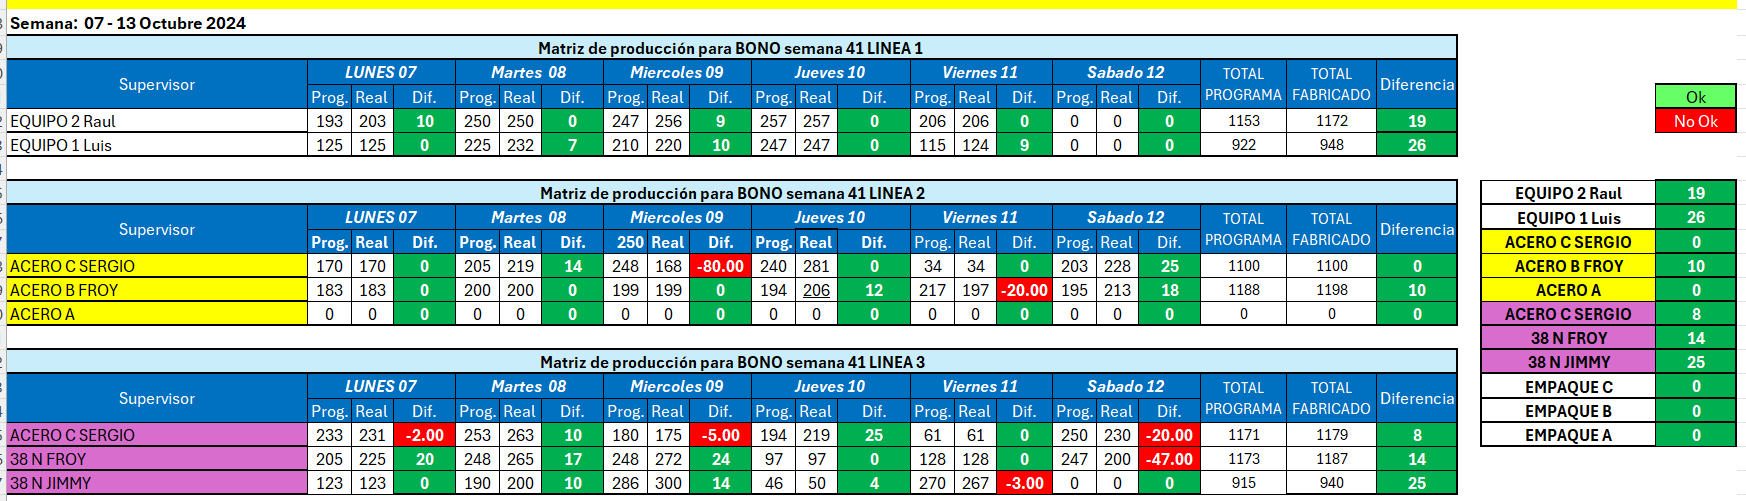 Semana: 07 - 13 Octubre 2024
Matriz de producción para BONO semana 41 LINEA 1
Supervisor LUNES 07 Martes 08 Miercoles 09 Jueves 10 Viernes 11 Sabado 12 TOTAL PROGRAMA TOTAL FABRICADO Diferencia
Prog. Real Dif. Prog. Real Dif. Prog. Real Dif. Prog. Real Dif. Prog. Real Dif. Prog. Real Dif.
EQUIPO 2 Raul 193 203 10 250 250 0 247 256 9 257 257 0 206 206 0 0 0 0 1153 1172 19
EQUIPO 1 Luis 125 125 0 225 232 7 210 220 10 247 247 0 115 124 9 0 0 0 922 948 26
Matriz de producción para BONO semana 41 LINEA 2
Supervisor LUNES 07 Martes 08 Miercoles 09 Jueves 10 Viernes 11 Sabado 12 TOTAL PROGRAMA TOTAL FABRICADO Diferencia
Prog. Real Dif. Prog. Real Dif. 250 Real Dif. Prog. Real Dif. Prog. Real Dif. Prog. Real Dif.
ACERO C SERGIO 170 170 0 205 219 14 248 168 -80.00 240 281 0 34 34 0 203 228 25 1100 1100 0
ACERO B FROY 183 183 0 200 200 0 199 199 0 194 206 12 217 197 -20.00 195 213 18 1188 1198 10
ACERO A 0 0 0 0 0 0 0 0 0 0 0 0 0 0 0 0 0 0 0 0 0
Matriz de producción para BONO semana 41 LINEA 3
Supervisor LUNES 07 Martes 08 Miercoles 09 Jueves 10 Viernes 11 Sabado 12 TOTAL PROGRAMA TOTAL FABRICADO Diferencia
Prog. Real Dif. Prog. Real Dif. Prog. Real Dif. Prog. Real Dif. Prog. Real Dif. Prog. Real Dif.
ACERO C SERGIO 233 231 -2.00 253 263 10 180 175 -5.00 194 219 25 61 61 0 250 230 -20.00 1171 1179 8
38 N FROY 205 225 20 248 265 17 248 272 24 97 97 0 128 128 0 247 200 -47.00 1173 1187 14
38 N JIMMY 123 123 0 190 200 10 286 300 14 46 50 4 270 267 -3.00 0 0 0 915 940 25
Ok
No Ok
EQUIPO 2 Raul 19
EQUIPO 1 Luis 26
ACERO C SERGIO 0
ACERO B FROY 10
ACERO A 0
ACERO C SERGIO 8
38 N FROY 14
38 N JIMMY 25
EMPAQUE C 0
EMPAQUE B 0
EMPAQUE A 0